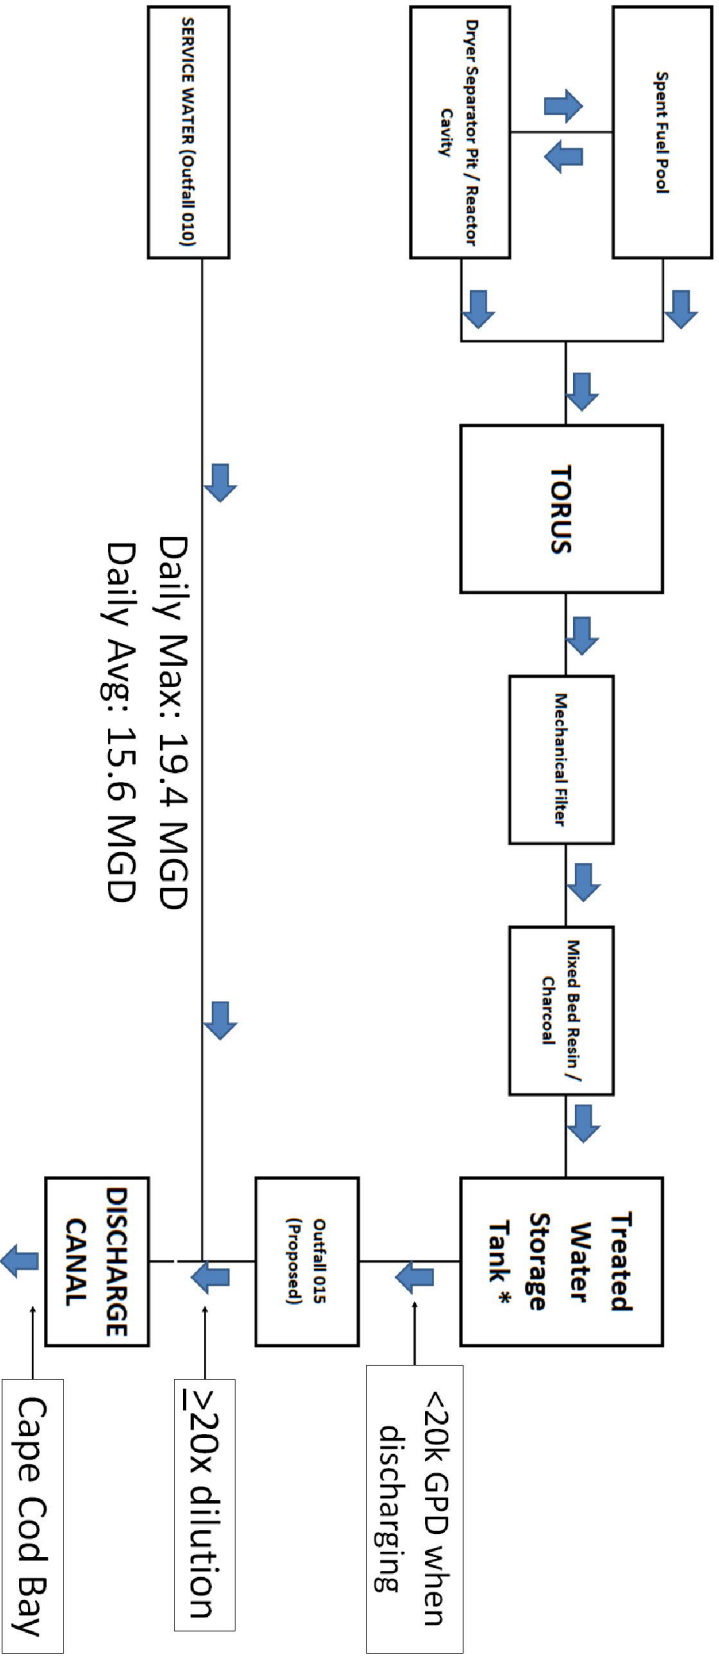 Spent Fuel Pool
Dryer Separator Pit / Reactor
Cavity
TORUS
Mechanical Filter
Mixed Bed Resin /
Charcoal
Treated
Water
Storage
Tank *
<20k GPD when
discharging
Outfall 015
(Proposed)
≥20x dilution
SERVICE WATER (Outfall 010)
Daily Max: 19.4 MGD
Daily Avg: 15.6 MGD
DISCHARGE
CANAL
Cape Cod Bay